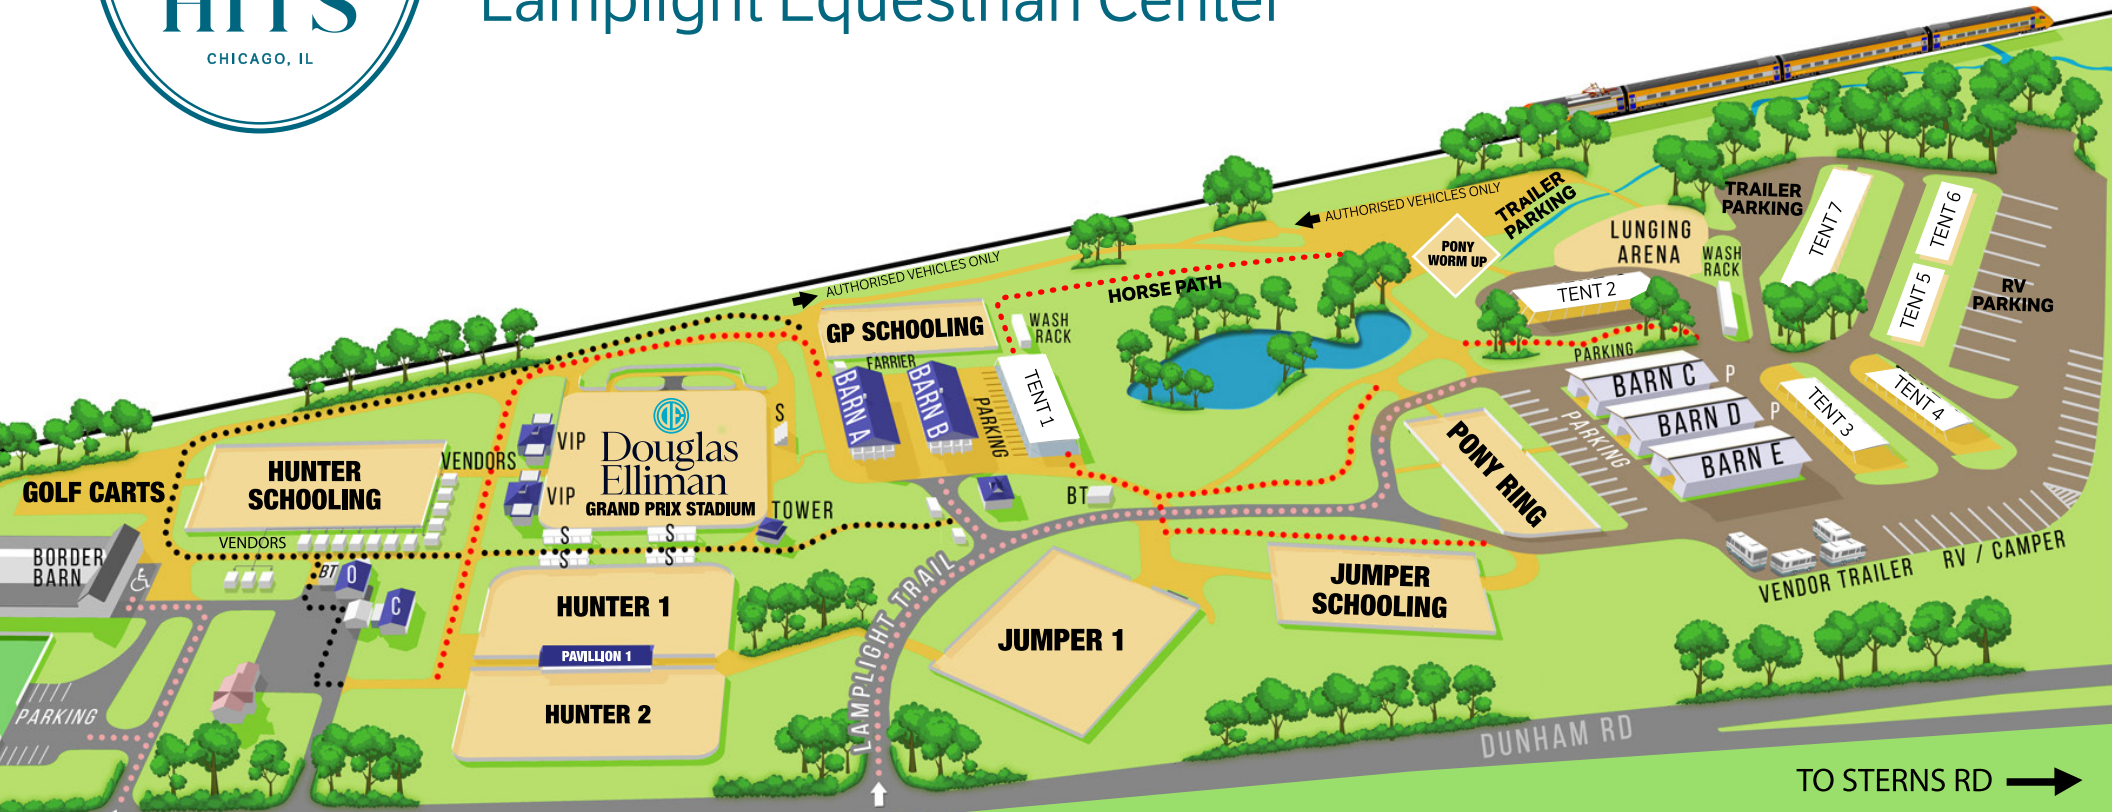 HITS
CHICAGO, IL
Lamplight Equestrian Center
AUTHORISED VEHICLES ONLY
TRAILER
PARKING
PONY
WORM UP
LUNGING
ARENA
WASH
RACK
TRAILER
PARKING
TENT 7
TENT 6
TENT 5
RV
PARKING
TENT 2
AUTHORISED VEHICLES ONLY
HORSE PATH
GP SCHOOLING
WASH
RACK
FARRIER
BARN A
BARN B
PARKING
TENT 1
PARKING
BARN C
P
BARN D
P
BARN E
TENT 3
TENT 4
PARKING
PONY RING
VENDORS
VIP
VIP
Douglas
Elliman
GRAND PRIX STADIUM
S
TOWER
S
S
S
S
BT
HUNTER
SCHOOLING
GOLF CARTS
VENDORS
BORDER
BARN
BT
O
C
PARKING
HUNTER 1
PAVILLION 1
HUNTER 2
LAMPLIGHT TRAIL
JUMPER 1
JUMPER
SCHOOLING
VENDOR TRAILER
RV / CAMPER
DUNHAM RD
TO STERNS RD